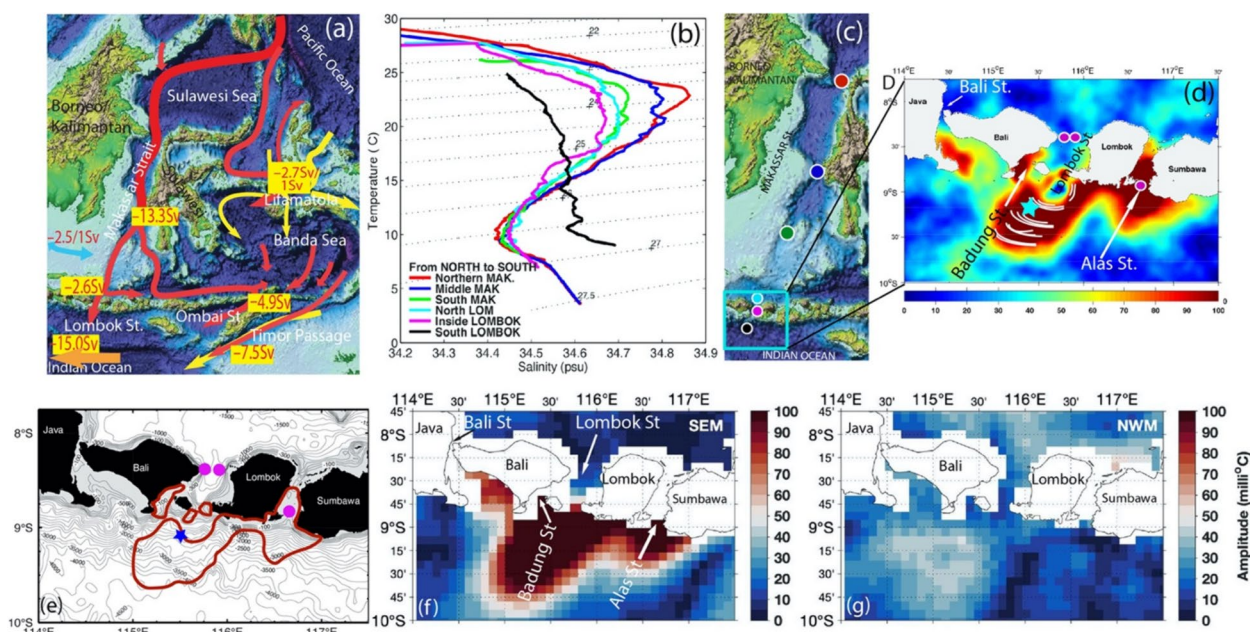 (a)
Pacific Ocean
Sulawesi Sea
Borneo/
Kalimantan
Makassar Strait
Sulawesi
-2.7Sv/
1Sv
Lifamatola
-13.3Sv
Banda Sea
-2.5/1Sv
-2.6Sv
-4.9Sv
Lombok St.
Ombai St.
Timor Passage
-15.0Sv
-7.5Sv
Indian Ocean
(b)
Temperature ( C)
30
25
20
15
10
5
0
22
24
25
27
27.5
From NORTH to SOUTH
Northern MAK.
Middle MAK
South MAK
North LOM
Inside LOMBOK
South LOMBOK
34.2 34.3 34.4 34.5 34.6 34.7 34.8 34.9
Salinity (psu)
(c)
BORNEO/
KALIMANTAN
MAKASSAR St.
INDIAN OCEAN
(d)
D
114°E 115°E 116°E 117°E
Java
Bali St.
8°S
Bali
Lombok St
Lombok
Sumbawa
30'
9°S
30'
10°S
Badung St.
Alas St.
0 10 20 30 40 50 60 70 80 90 100
(e)
8°S
9°S
10°S
Java
Bali
Lombok
Sumbawa
114°E 115°E 116°E 117°E
(f)
114°E 30' 115°E 30' 116°E 30' 117°E
45'
8°S
15'
30'
45'
9°S
15'
30'
45'
10°S
Bali St
Lombok St
SEM
Java
Bali
Lombok
Sumbawa
Badung St
Alas St
100
90
80
70
60
50
40
30
20
10
0
(g)
114°E 30' 115°E 30' 116°E 30' 117°E
45'
8°S
15'
30'
45'
9°S
15'
30'
45'
10°S
NWM
Java
Bali
Lombok
Sumbawa
100
90
80
70
60
50
40
30
20
10
0
Amplitude (milli°C)